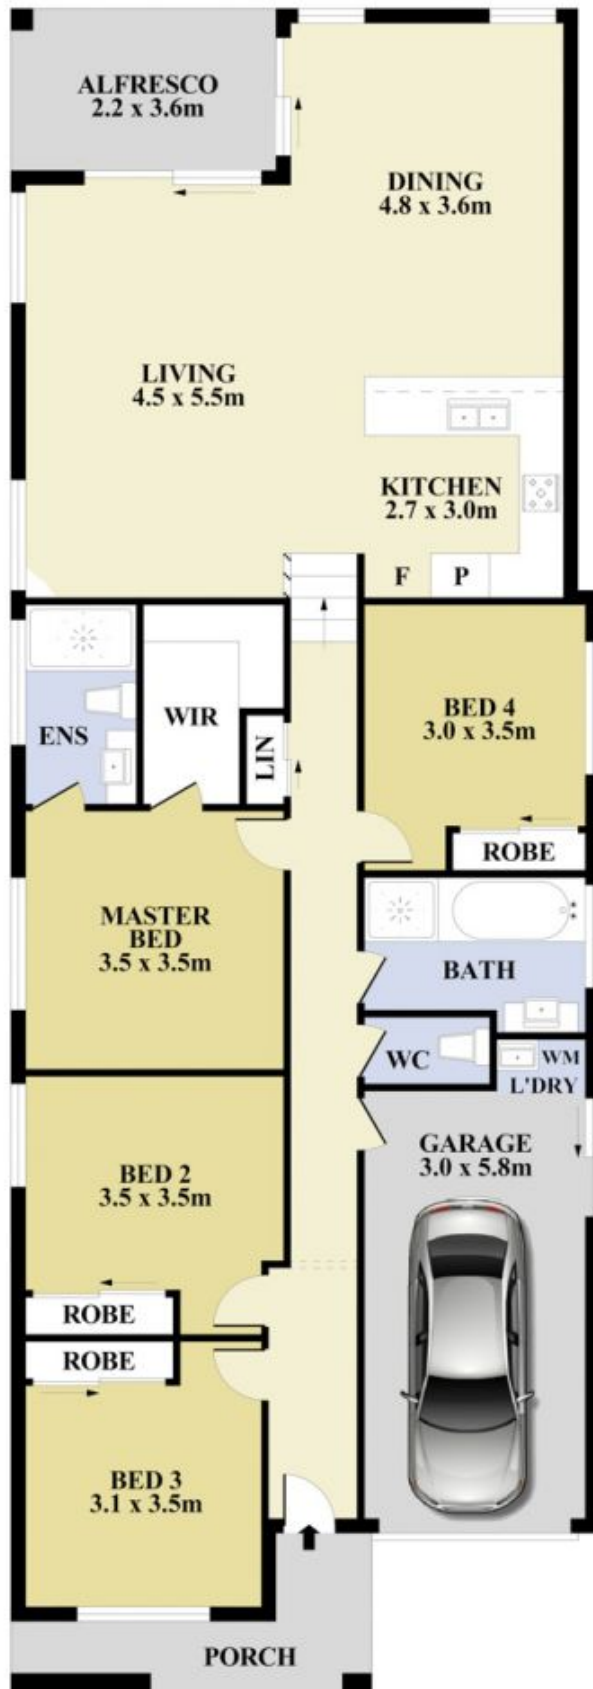 ALFRESCO
2.2 x 3.6m
DINING
4.8 x 3.6m
LIVING
4.5 x 5.5m
KITCHEN
2.7 x 3.0m
F
P
ENS
WIR
LIN
BED 4
3.0 x 3.5m
ROBE
MASTER
BED
3.5 x 3.5m
BATH
WC
WM
L'DRY
GARAGE
3.0 x 5.8m
BED 2
3.5 x 3.5m
ROBE
ROBE
BED 3
3.1 x 3.5m
PORCH